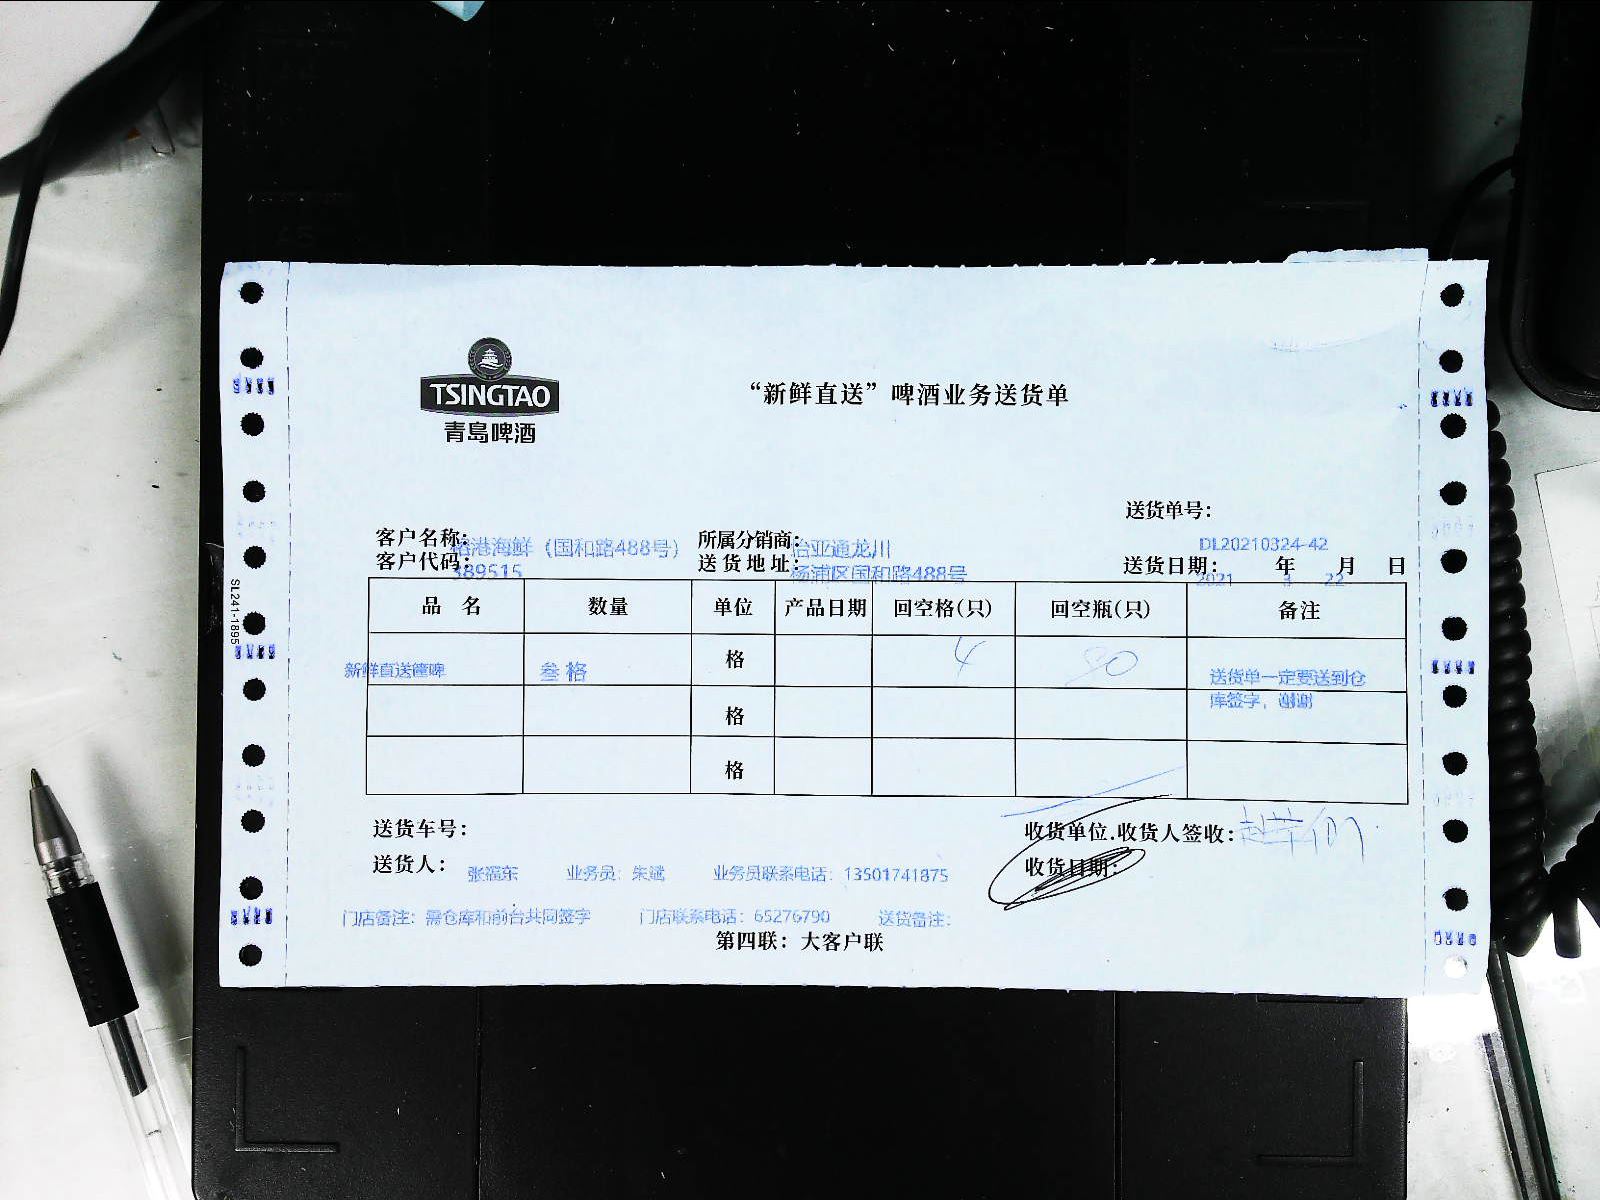 TSINGTAO
青岛啤酒
“新鲜直送”啤酒业务送货单
送货单号:
DL20210324-42
客户名称: 港海鲜（国和路488号） 所属分销商: 怡亚通龙川
客户代码: 389515 送货地址: 杨浦区国和路488号 送货日期: 2021 年 3 月 22 日
品 名 数量 单位 产品日期 回空格(只) 回空瓶(只) 备注
新鲜直送 叁格 格 4 80 送货单一定要送到仓
库签字，谢谢
格
格
送货车号: 收货单位.收货人签收:
送货人: 张福东 业务员: 朱斌 业务员联系电话: 13501741875 收货日期:
门店备注: 需仓库和前台共同签字 门店联系电话: 65276790 送货备注:
第四联: 大客户联
SL241-1895